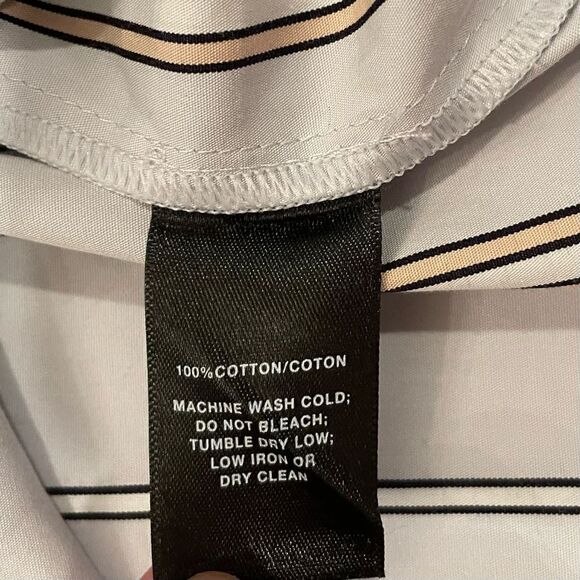 100% COTTON/COTON
MACHINE WASH COLD;
DO NOT BLEACH;
TUMBLE DRY LOW;
LOW IRON OR
DRY CLEAN